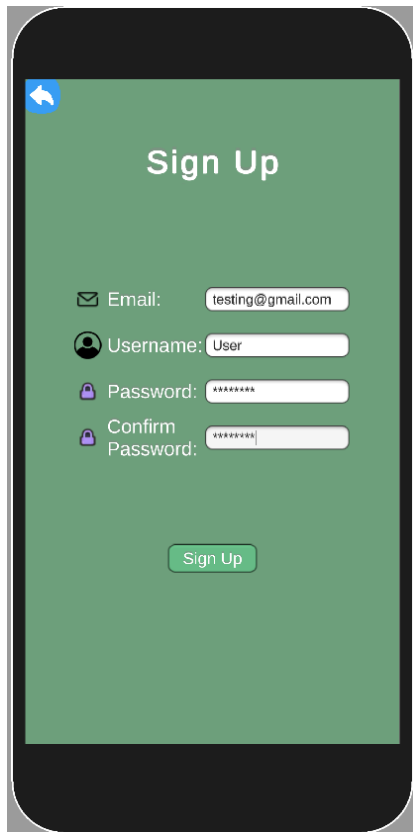 Sign Up
Email: testing@gmail.com
Username: User
Password: ********
Confirm
Password: ********
Sign Up